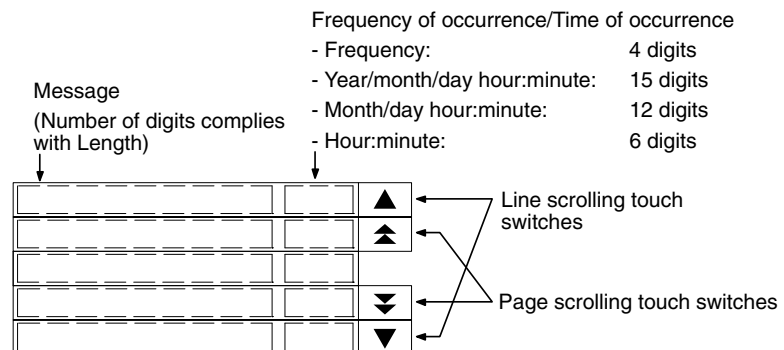 Frequency of occurrence/Time of occurrence
- Frequency: 4 digits
- Year/month/day hour:minute: 15 digits
- Month/day hour:minute: 12 digits
- Hour:minute: 6 digits
Message
(Number of digits complies
with Length)
Line scrolling touch
switches
Page scrolling touch switches